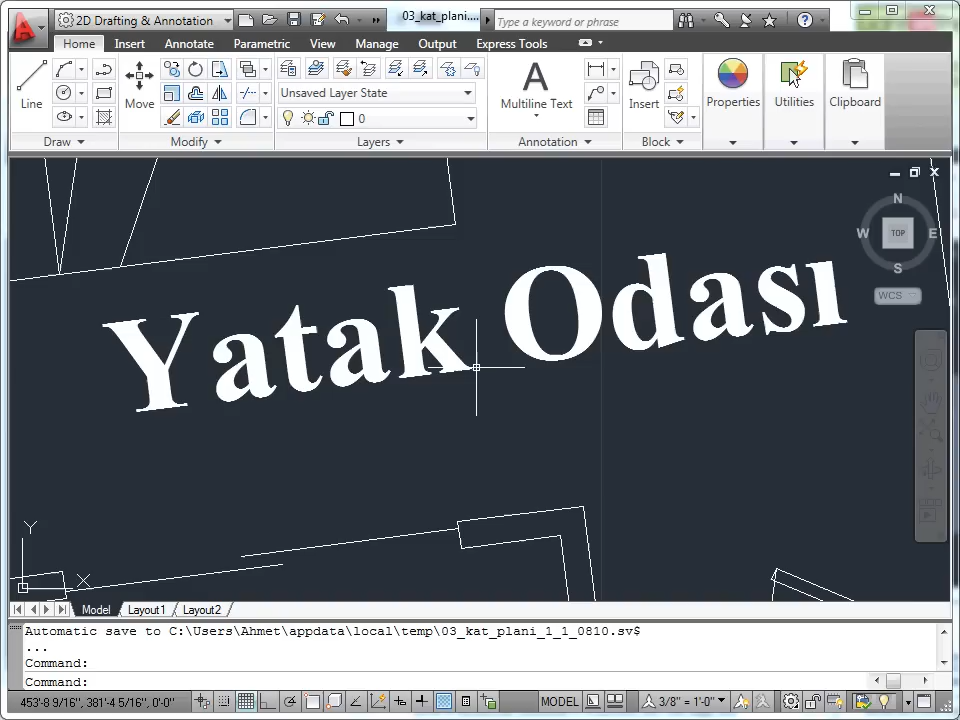 2D Drafting & Annotation
03_kat_plani....
Type a keyword or phrase
Home Insert Annotate Parametric View Manage Output Express Tools
Line
Move
Unsaved Layer State
0
Multiline Text
Insert
Properties
Utilities
Clipboard
Draw
Modify
Layers
Annotation
Block
N
W TOP E
S
WCS
Yatak Odası
Y
X
Model Layout1 Layout2
Automatic save to C:\Users\Ahmet\appdata\local\temp\03_kat_plani_1_1_0810.sv$
...
Command:
Command:
453'-8 9/16", 381'-4 5/16", 0'-0"
MODEL
3/8" = 1'-0"